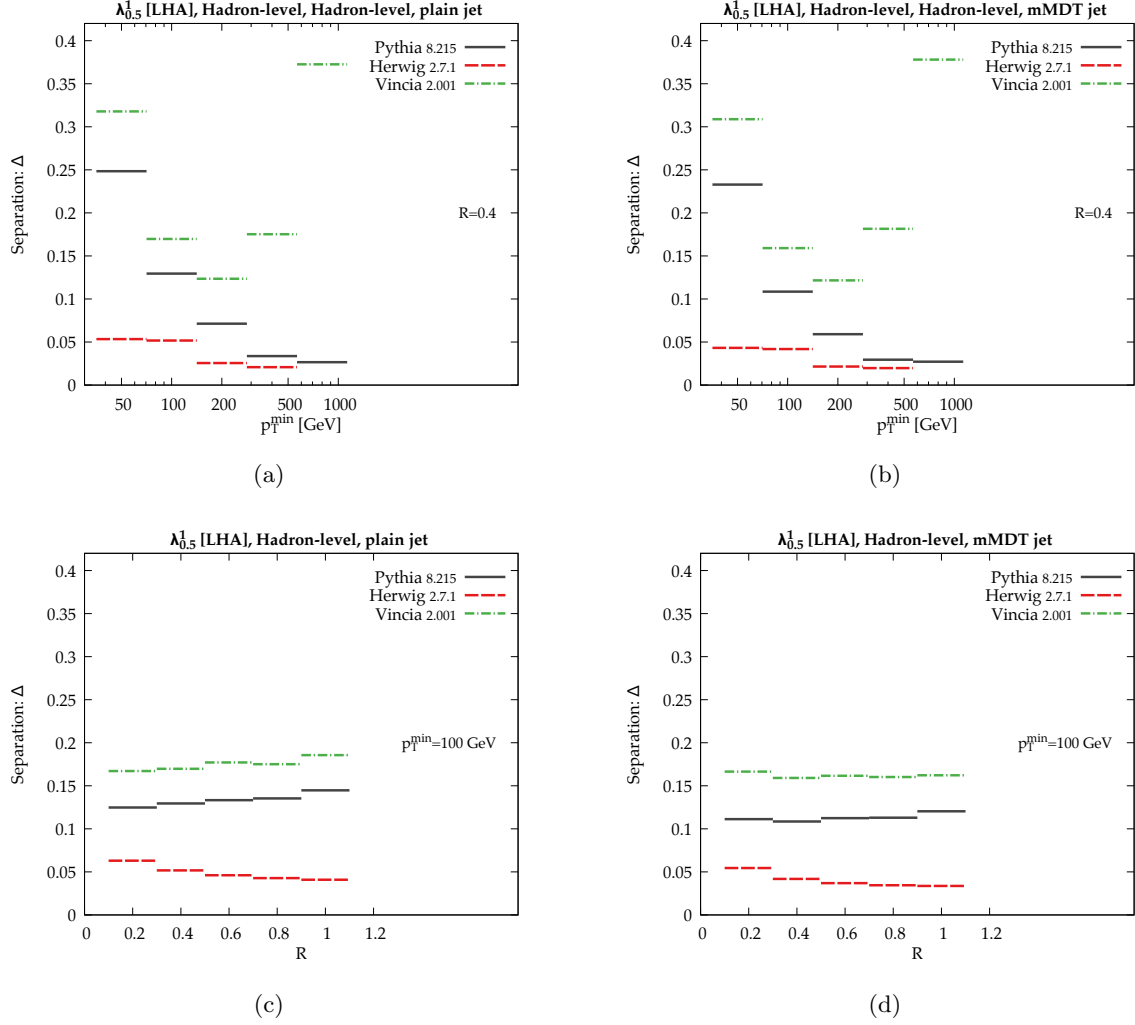 λ¹₀.₅ [LHA], Hadron-level, Hadron-level, plain jet
Pythia 8.215
Herwig 2.7.1
Vincia 2.001
R=0.4
Separation: Δ
0.4
0.35
0.3
0.25
0.2
0.15
0.1
0.05
0
50 100 200 500 1000
p_T^min [GeV]
(a)
λ¹₀.₅ [LHA], Hadron-level, Hadron-level, mMDT jet
Pythia 8.215
Herwig 2.7.1
Vincia 2.001
R=0.4
Separation: Δ
0.4
0.35
0.3
0.25
0.2
0.15
0.1
0.05
0
50 100 200 500 1000
p_T^min [GeV]
(b)
λ¹₀.₅ [LHA], Hadron-level, plain jet
Pythia 8.215
Herwig 2.7.1
Vincia 2.001
p_T^min=100 GeV
Separation: Δ
0.4
0.35
0.3
0.25
0.2
0.15
0.1
0.05
0
0 0.2 0.4 0.6 0.8 1 1.2
R
(c)
λ¹₀.₅ [LHA], Hadron-level, mMDT jet
Pythia 8.215
Herwig 2.7.1
Vincia 2.001
p_T^min=100 GeV
Separation: Δ
0.4
0.35
0.3
0.25
0.2
0.15
0.1
0.05
0
0 0.2 0.4 0.6 0.8 1 1.2
R
(d)